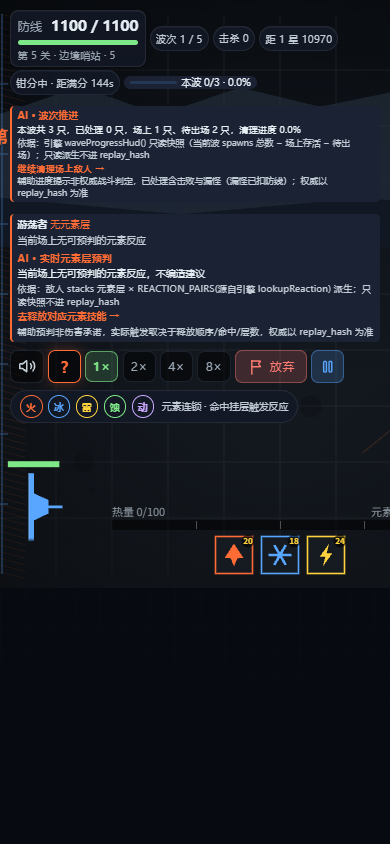 防线 1100 / 1100
第 5 关 · 边境哨站 · 5
波次 1 / 5
击杀 0
距 1 星 10970
钳分中 · 距满分 144s
本波 0/3 · 0.0%
第
AI · 波次推进
本波共 3 只，已处理 0 只，场上 1 只、待出场 2 只，清理进度 0.0%
依据：引擎 waveProgressHud() 只读快照（当前波 spawns 总数 − 场上存活 − 待出
场）；只读派生不进 replay_hash
继续清理场上敌人 →
辅助进度提示非权威战斗判定，已处理含击败与漏怪（漏怪已扣防线）；权威以
replay_hash 为准
游荡者 无元素层
当前场上无可预判的元素反应
AI · 实时元素层预判
当前场上无可预判的元素反应，不编造建议
依据：敌人 stacks 元素层 × REACTION_PAIRS(源自引擎 lookupReaction) 派生；只
读快照不进 replay_hash
去释放对应元素技能 →
辅助预判非伤害承诺，实际触发取决于释放顺序/命中/层数，权威以 replay_hash 为准
?
1×
2×
4×
8×
放弃
火
冰
雷
蚀
动
元素连锁 · 命中挂层触发反应
热量 0/100
元素
20
18
24